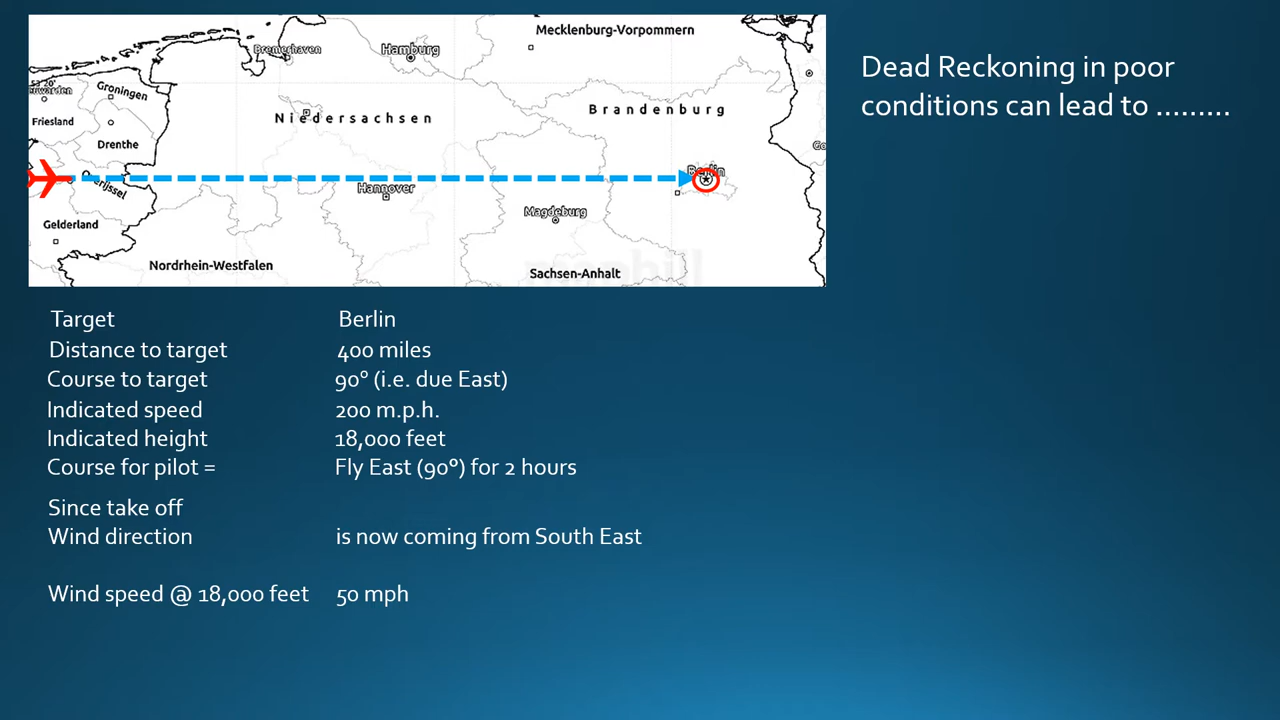 Mecklenburg-Vorpommern
Bremerhaven
Hamburg
53°20'
Groningen
Friesland
Brandenburg
Niedersachsen
Drenthe
Berlin
Overijssel
Hannover
Magdeburg
Gelderland
Nordrhein-Westfalen
Sachsen-Anhalt
Dead Reckoning in poor
conditions can lead to .........
Target Berlin
Distance to target 400 miles
Course to target 90° (i.e. due East)
Indicated speed 200 m.p.h.
Indicated height 18,000 feet
Course for pilot = Fly East (90°) for 2 hours
Since take off
Wind direction is now coming from South East
Wind speed @ 18,000 feet 50 mph